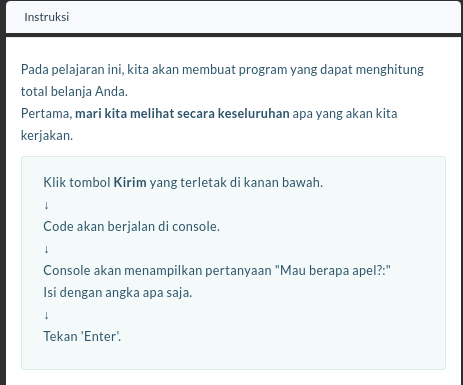 Instruksi
Pada pelajaran ini, kita akan membuat program yang dapat menghitung
total belanja Anda.
Pertama, mari kita melihat secara keseluruhan apa yang akan kita
kerjakan.
Klik tombol Kirim yang terletak di kanan bawah.
↓
Code akan berjalan di console.
↓
Console akan menampilkan pertanyaan "Mau berapa apel?:"
Isi dengan angka apa saja.
↓
Tekan 'Enter'.